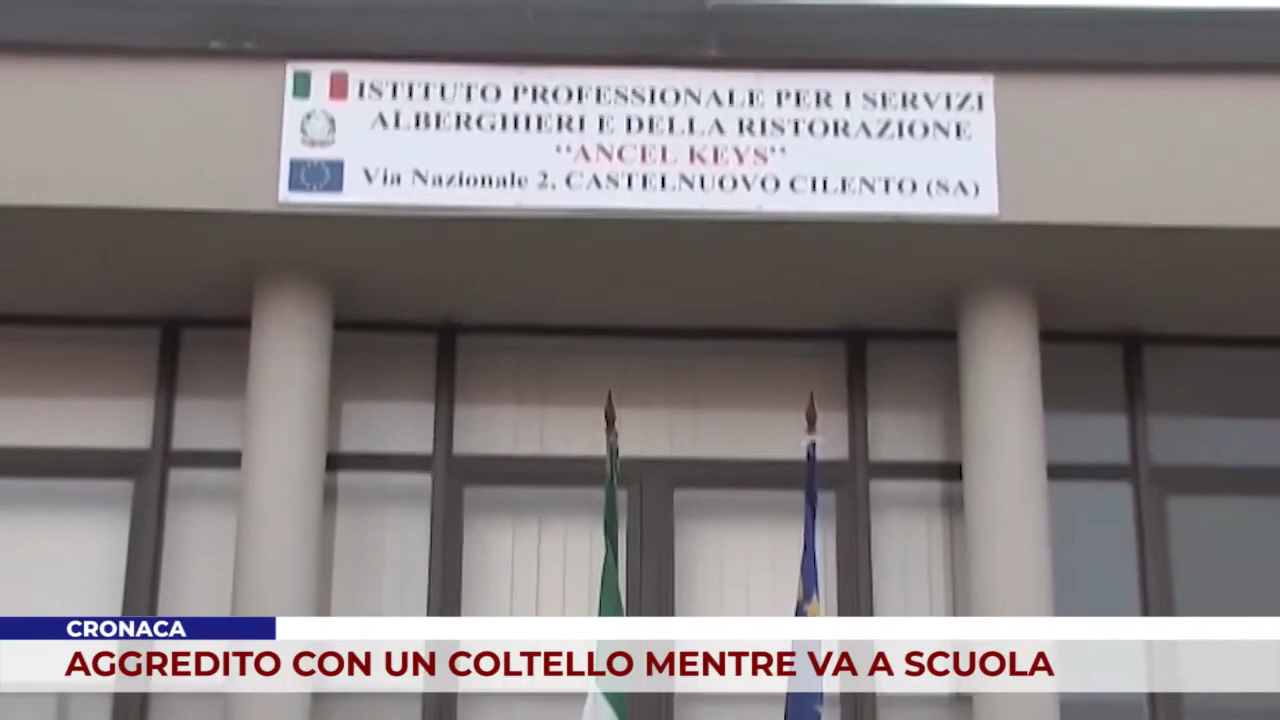 ISTITUTO PROFESSIONALE PER I SERVIZI
ALBERGHIERI E DELLA RISTORAZIONE
"ANCEL KEYS"
Via Nazionale 2, CASTELNUOVO CILENTO (SA)
CRONACA
AGGREDITO CON UN COLTELLO MENTRE VA A SCUOLA